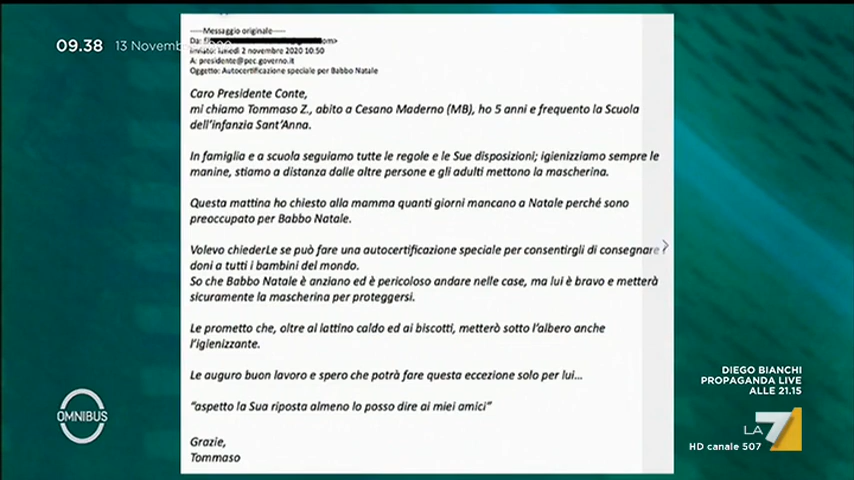 09.38 13 Novembre 2020
-----Messaggio originale-----
Da:
Inviato: lunedì 2 novembre 2020 10:50
A: presidente@pec.governo.it
Oggetto: Autocertificazione speciale per Babbo Natale
Caro Presidente Conte,
mi chiamo Tommaso Z., abito a Cesano Maderno (MB), ho 5 anni e frequento la Scuola
dell'infanzia Sant'Anna.
In famiglia e a scuola seguiamo tutte le regole e le Sue disposizioni; igienizziamo sempre le
manine, stiamo a distanza dalle altre persone e gli adulti mettono la mascherina.
Questa mattina ho chiesto alla mamma quanti giorni mancano a Natale perché sono
preoccupato per Babbo Natale.
Volevo chiederLe se può fare una autocertificazione speciale per consentirgli di consegnare i
doni a tutti i bambini del mondo.
So che Babbo Natale è anziano ed è pericoloso andare nelle case, ma lui è bravo e metterà
sicuramente la mascherina per proteggersi.
Le prometto che, oltre al lattino caldo ed ai biscotti, metterò sotto l'albero anche
l'igienizzante.
Le auguro buon lavoro e spero che potrà fare questa eccezione solo per lui...
"aspetto la Sua riposta almeno lo posso dire ai miei amici"
Grazie,
Tommaso
OMNIBUS
DIEGO BIANCHI
PROPAGANDA LIVE
ALLE 21.15
LA 7
HD canale 507